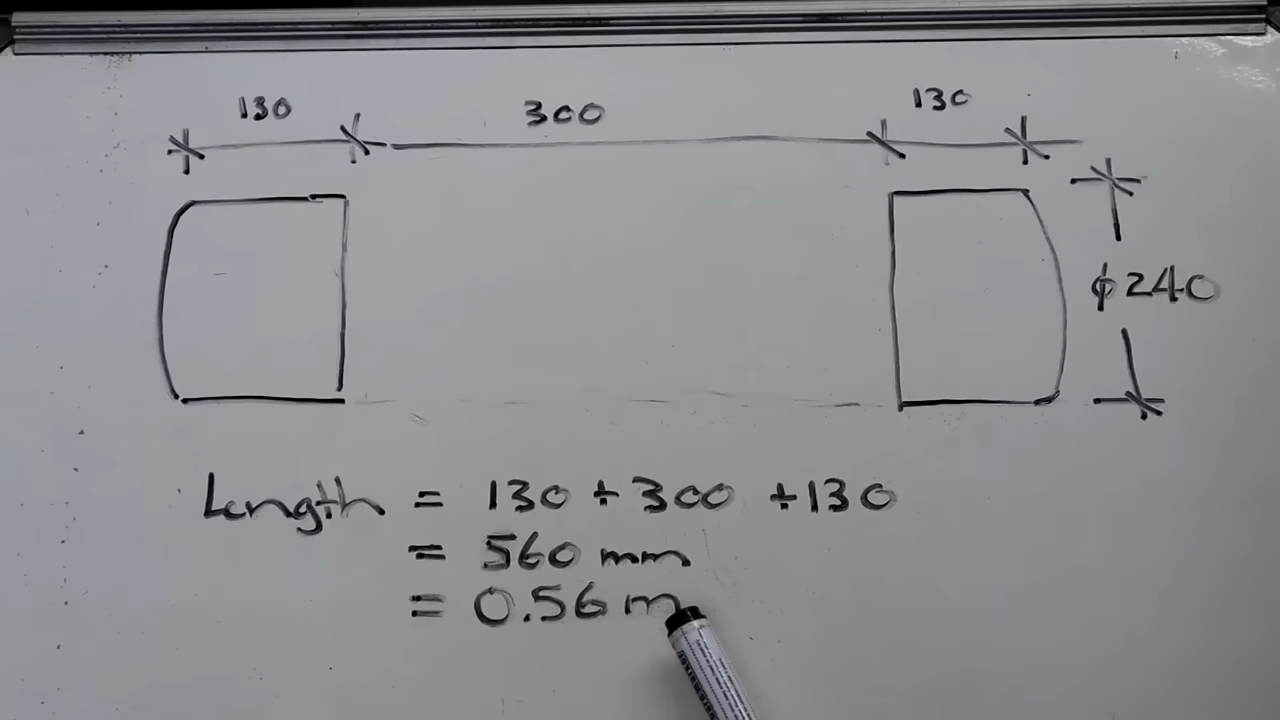 130 300 130
ϕ240
Length = 130 + 300 + 130
= 560 mm
= 0.56 m